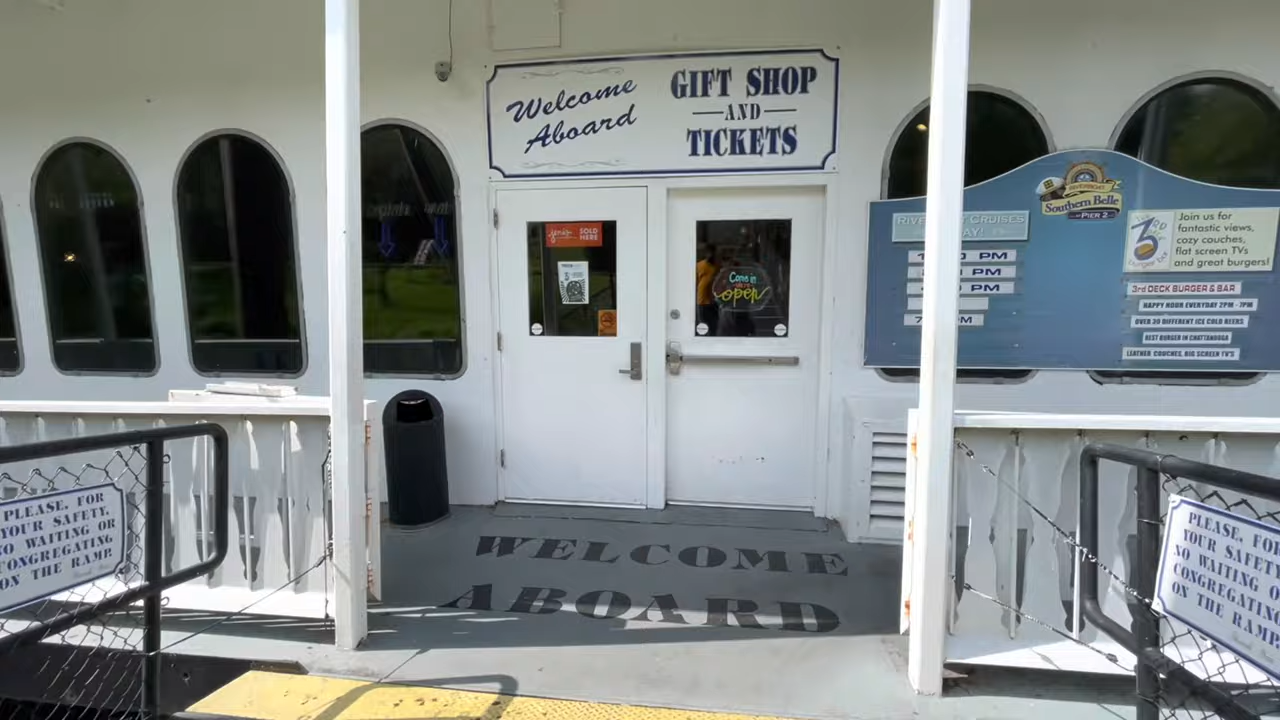 Welcome
Aboard
GIFT SHOP
AND
TICKETS
jeni's
SOLD
HERE
Come in
open
Southern Belle
PIER 2
CRUISES
PM
PM
PM
PM
3RD
Join us for
fantastic views,
cozy couches,
flat screen TVs
and great burgers!
3rd DECK BURGER & BAR
HAPPY HOUR EVERYDAY 2PM - 7PM
OVER 20 DIFFERENT ICE COLD BEERS
BEST BURGER IN CHATTANOOGA
LEATHER COUCHES, BIG SCREEN TV'S
WELCOME
ABOARD
PLEASE, FOR
YOUR SAFETY,
NO WAITING OR
CONGREGATING
ON THE RAMP.
PLEASE, FOR
YOUR SAFETY,
NO WAITING OR
CONGREGATING
ON THE RAMP.